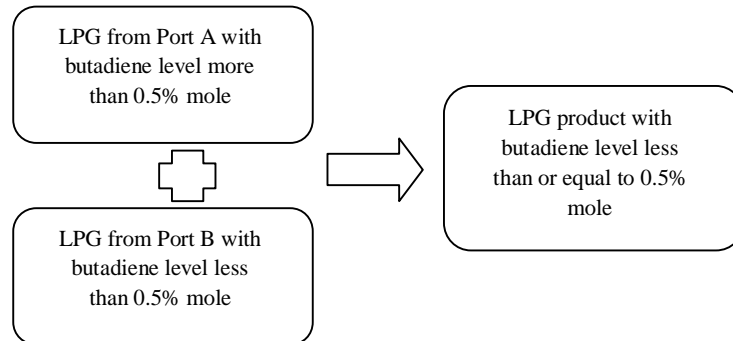 LPG from Port A with
butadiene level more
than 0.5% mole
LPG from Port B with
butadiene level less
than 0.5% mole
LPG product with
butadiene level less
than or equal to 0.5%
mole